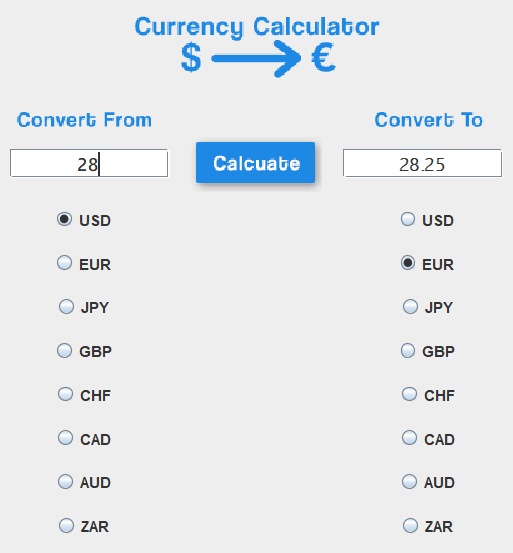 Currency Calculator
$ → €
Convert From Convert To
28 Calcuate 28.25
USD USD
EUR EUR
JPY JPY
GBP GBP
CHF CHF
CAD CAD
AUD AUD
ZAR ZAR